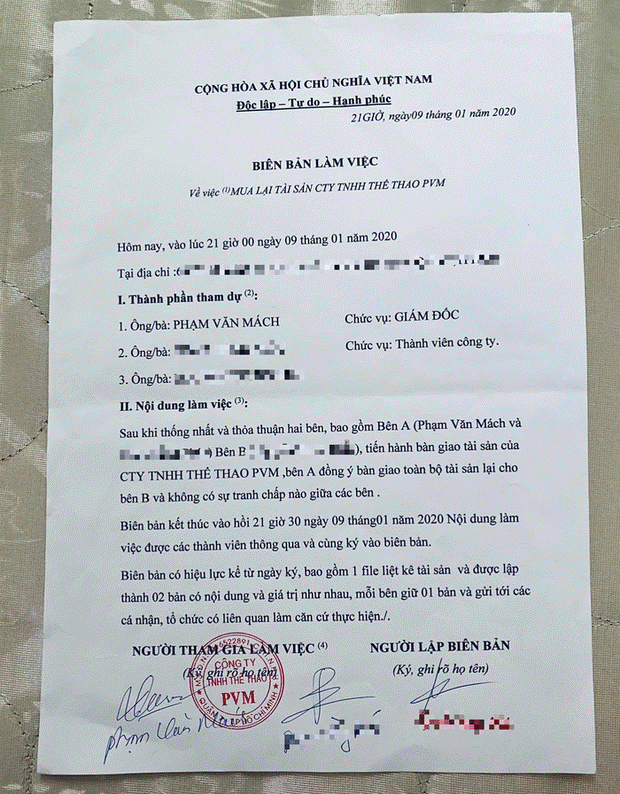 CỘNG HÒA XÃ HỘI CHỦ NGHĨA VIỆT NAM
Độc lập – Tự do – Hạnh phúc
21GIỜ, ngày09 tháng 01 năm 2020
BIÊN BẢN LÀM VIỆC
Về việc (1)MUA LẠI TÀI SẢN CTY TNHH THỂ THAO PVM
Hôm nay, vào lúc 21 giờ 00 ngày 09 tháng 01 năm 2020
Tại địa chỉ :
I. Thành phần tham dự (2):
1. Ông/bà: PHẠM VĂN MÁCH Chức vụ: GIÁM ĐỐC
2. Ông/bà: Chức vụ: Thành viên công ty.
3. Ông/bà:
II. Nội dung làm việc (3):
Sau khi thống nhất và thỏa thuận hai bên, bao gồm Bên A (Phạm Văn Mách và
) Bên B ), tiến hành bàn giao tài sản của
CTY TNHH THỂ THAO PVM ,bên A đồng ý bàn giao toàn bộ tài sản lại cho
bên B và không có sự tranh chấp nào giữa các bên .
Biên bản kết thúc vào hồi 21 giờ 30 ngày 09 tháng01 năm 2020 Nội dung làm
việc được các thành viên thông qua và cùng ký vào biên bản.
Biên bản có hiệu lực kể từ ngày ký, bao gồm 1 file liệt kê tài sản và được lập
thành 02 bản có nội dung và giá trị như nhau, mỗi bên giữ 01 bản và gửi tới các
cá nhận, tổ chức có liên quan làm căn cứ thực hiện./.
NGƯỜI THAM GIA LÀM VIỆC (4) NGƯỜI LẬP BIÊN BẢN
(Ký, ghi rõ họ tên) (Ký, ghi rõ họ tên)
CÔNG TY
TNHH THỂ THAO
PVM
TP HỒ CHÍ MINH
phạm Văn Mách